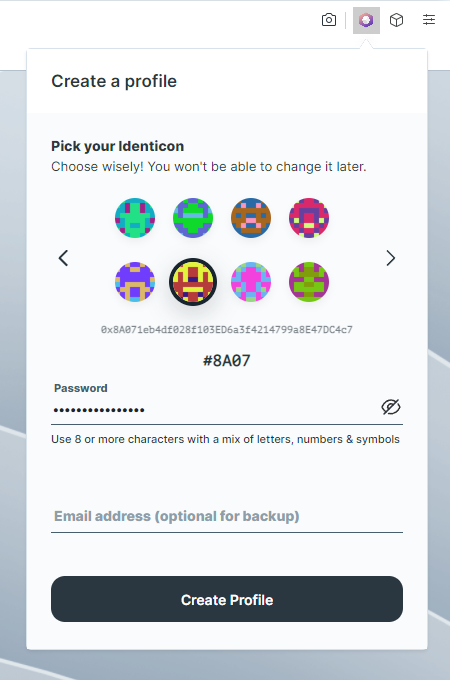 Create a profile
Pick your Identicon
Choose wisely! You won't be able to change it later.
0x8A071eb4df028f103ED6a3f4214799a8E47DC4c7
#8A07
Password
Use 8 or more characters with a mix of letters, numbers & symbols
Email address (optional for backup)
Create Profile